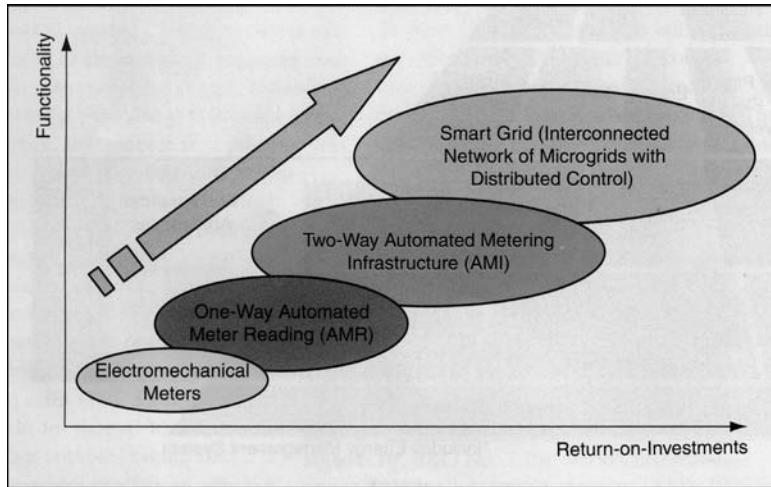 Functionality
Smart Grid (Interconnected
Network of Microgrids with
Distributed Control)
Two-Way Automated Metering
Infrastructure (AMI)
One-Way Automated
Meter Reading (AMR)
Electromechanical
Meters
Return-on-Investments